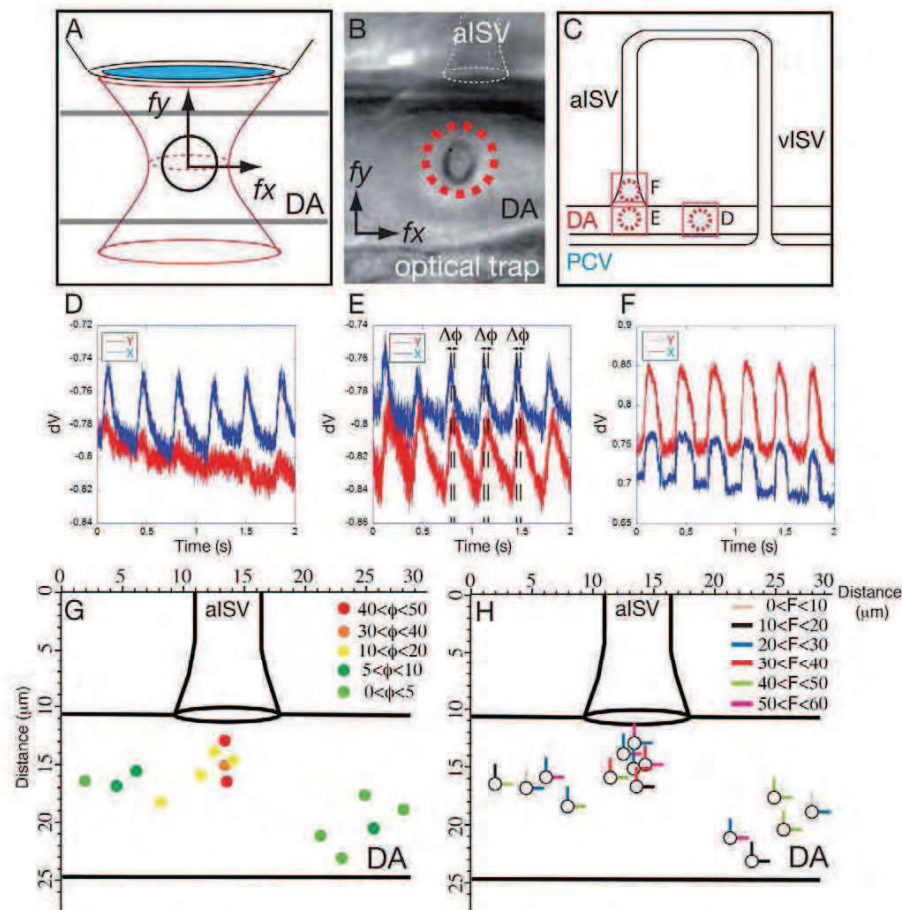 A
fy
fx
DA
B
aISV
fy
fx
DA
optical trap
C
aISV
vISV
F
DA
E
D
PCV
D
-0.72
-0.74
-0.76
-0.78
-0.8
-0.82
-0.84
dV
Y
X
0 0.5 1 1.5 2
Time (s)
E
Δϕ Δϕ Δϕ
-0.74
-0.76
-0.78
-0.8
-0.82
-0.84
-0.86
dV
Y
X
0 0.5 1 1.5 2
Time (s)
F
0.9
0.85
0.8
0.75
0.7
0.65
dV
Y
X
0 0.5 1 1.5 2
Time (s)
0 5 10 15 20 25 30
G
aISV
40<ϕ<50
30<ϕ<40
10<ϕ<20
5<ϕ<10
0<ϕ<5
0
5
10
15
20
25
Distance (μm)
DA
0 5 10 15 20 25 30
Distance
(μm)
H
aISV
0<F<10
10<F<20
20<F<30
30<F<40
40<F<50
50<F<60
0
5
10
15
20
25
DA